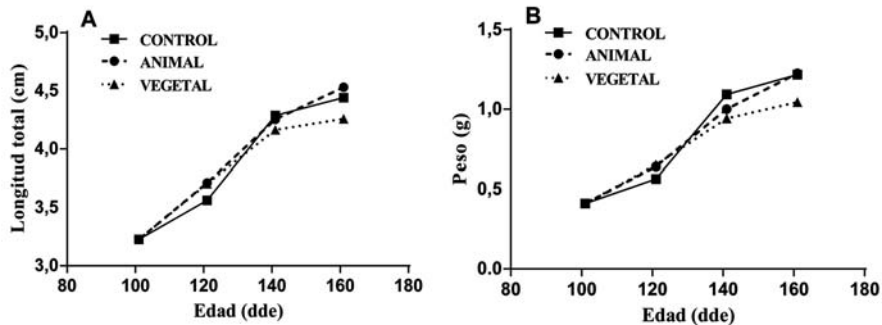 A
CONTROL
ANIMAL
VEGETAL
Longitud total (cm)
5,0
4,5
4,0
3,5
3,0
80 100 120 140 160 180
Edad (dde)
B
CONTROL
ANIMAL
VEGETAL
Peso (g)
1,5
1,0
0,5
0.0
80 100 120 140 160 180
Edad (dde)